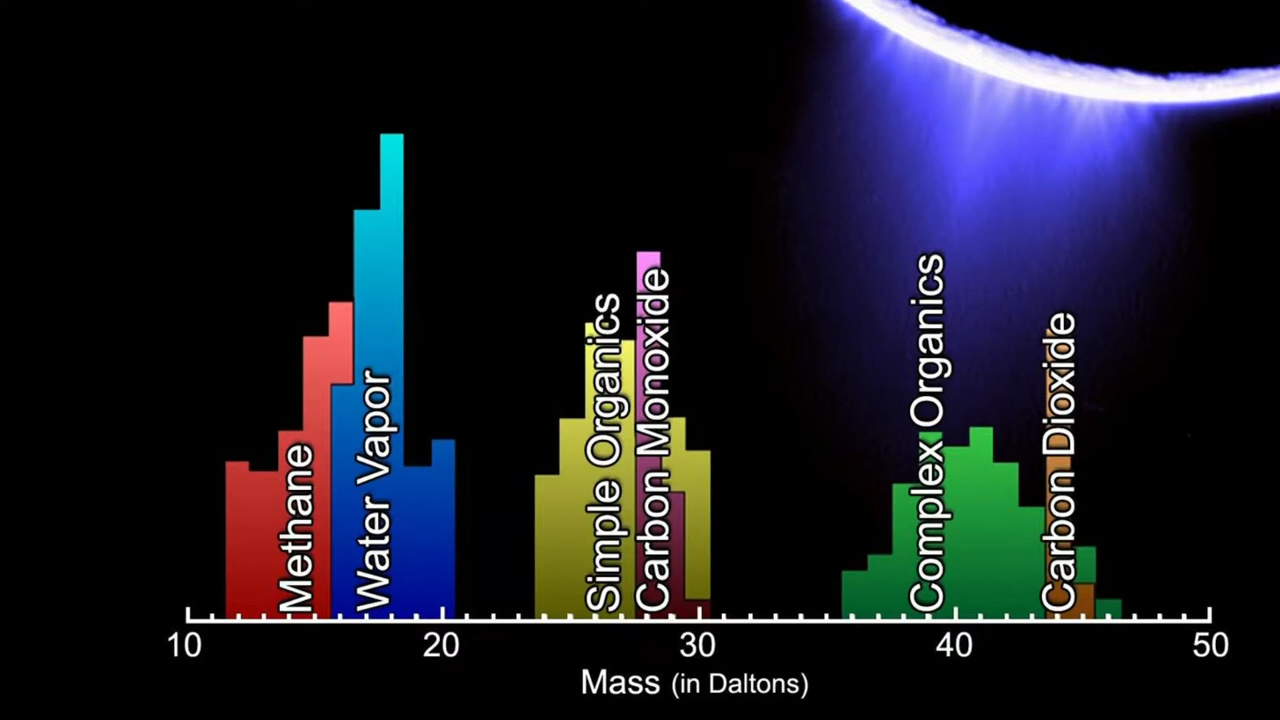 Methane
Water Vapor
Simple Organics
Carbon Monoxide
Complex Organics
Carbon Dioxide
10 20 30 40 50
Mass (in Daltons)